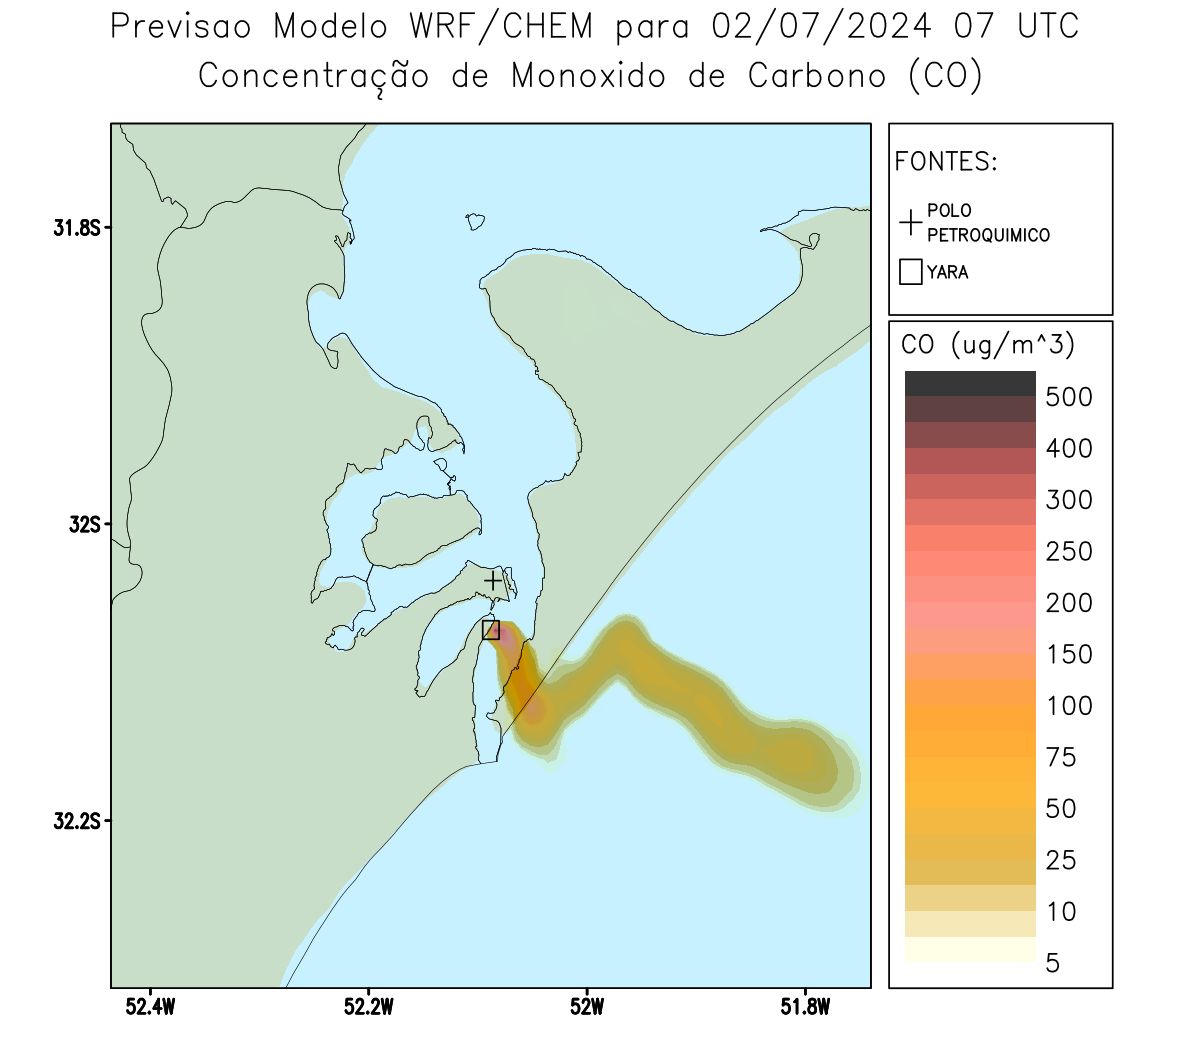 Previsao Modelo WRF/CHEM para 02/07/2024 07 UTC
Concentração de Monoxido de Carbono (CO)
FONTES:
POLO
PETROQUIMICO
YARA
CO (ug/m^3)
500
400
300
250
200
150
100
75
50
25
10
5
31.8S
32S
32.2S
52.4W
52.2W
52W
51.8W